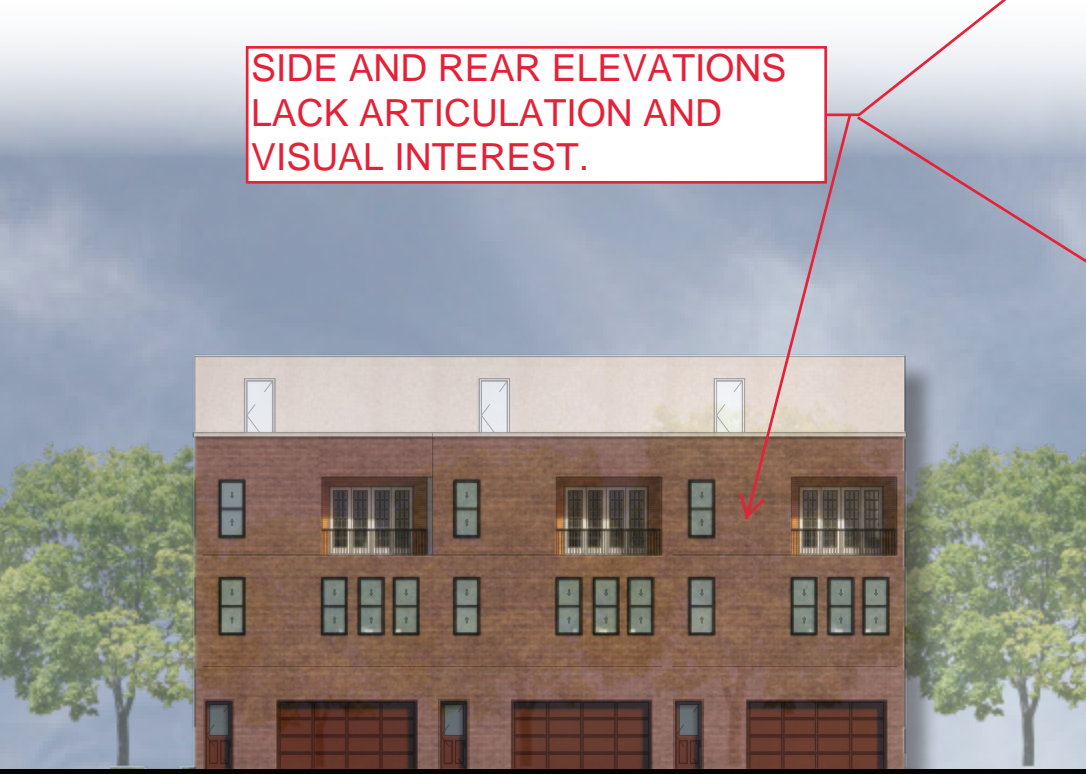 SIDE AND REAR ELEVATIONS
LACK ARTICULATION AND
VISUAL INTEREST.